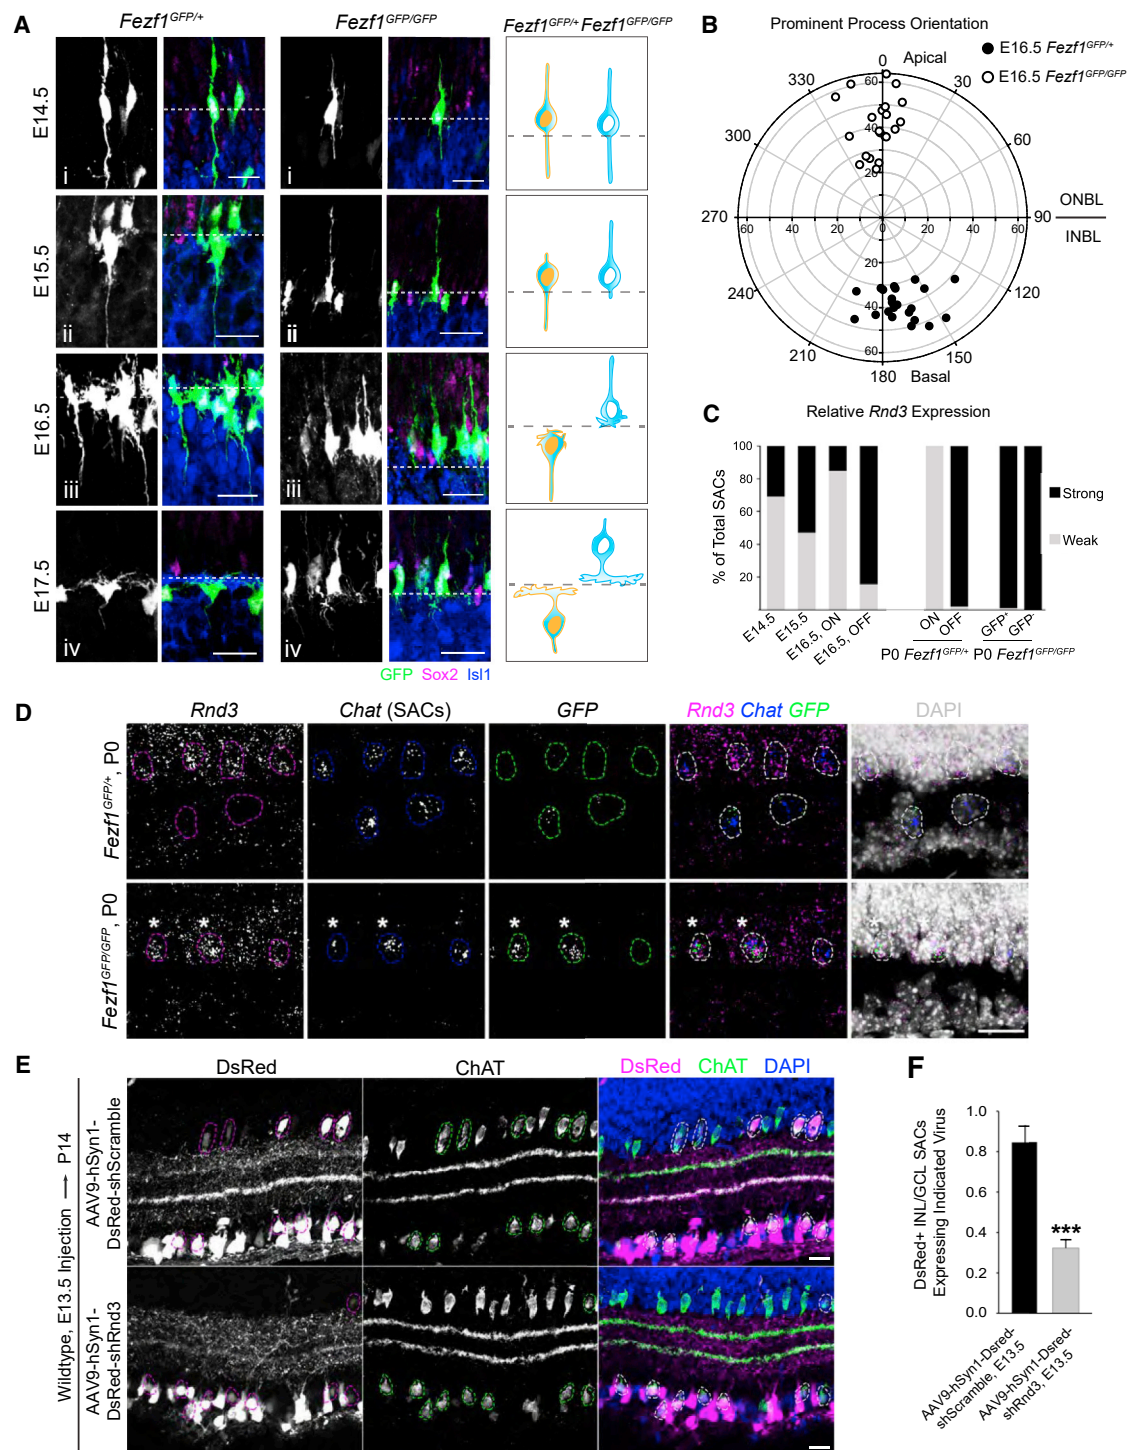 A
Fezf1GFP/+
Fezf1GFP/GFP
Fezf1GFP/+ Fezf1GFP/GFP
E14.5
i
i
E15.5
ii
ii
E16.5
iii
iii
E17.5
iv
iv
GFP Sox2 Isl1
B
Prominent Process Orientation
E16.5 Fezf1GFP/+
E16.5 Fezf1GFP/GFP
0
Apical
330
30
300
60
270
90
240
120
210
150
180
Basal
60
40
20
60
40
20
0
20
40
60
20
40
60
ONBL
INBL
C
Relative Rnd3 Expression
% of Total SACs
100
80
60
40
20
Strong
Weak
E14.5
E15.5
E16.5, ON
E16.5, OFF
ON
OFF
GFP+
GFP-
P0 Fezf1GFP/+
P0 Fezf1GFP/GFP
D
Rnd3
Chat (SACs)
GFP
Rnd3 Chat GFP
DAPI
Fezf1GFP/+, P0
Fezf1GFP/GFP, P0
* *
* *
* *
* *
* *
E
DsRed
ChAT
DsRed ChAT DAPI
Wildtype, E13.5 Injection → P14
AAV9-hSyn1-
DsRed-shScramble
AAV9-hSyn1-
DsRed-shRnd3
F
DsRed+ INL/GCL SACs
Expressing Indicated Virus
1.0
0.8
0.6
0.4
0.2
0.0
***
AAV9-hSyn1-Dsred-
shScramble, E13.5
AAV9-hSyn1-Dsred-
shRnd3, E13.5